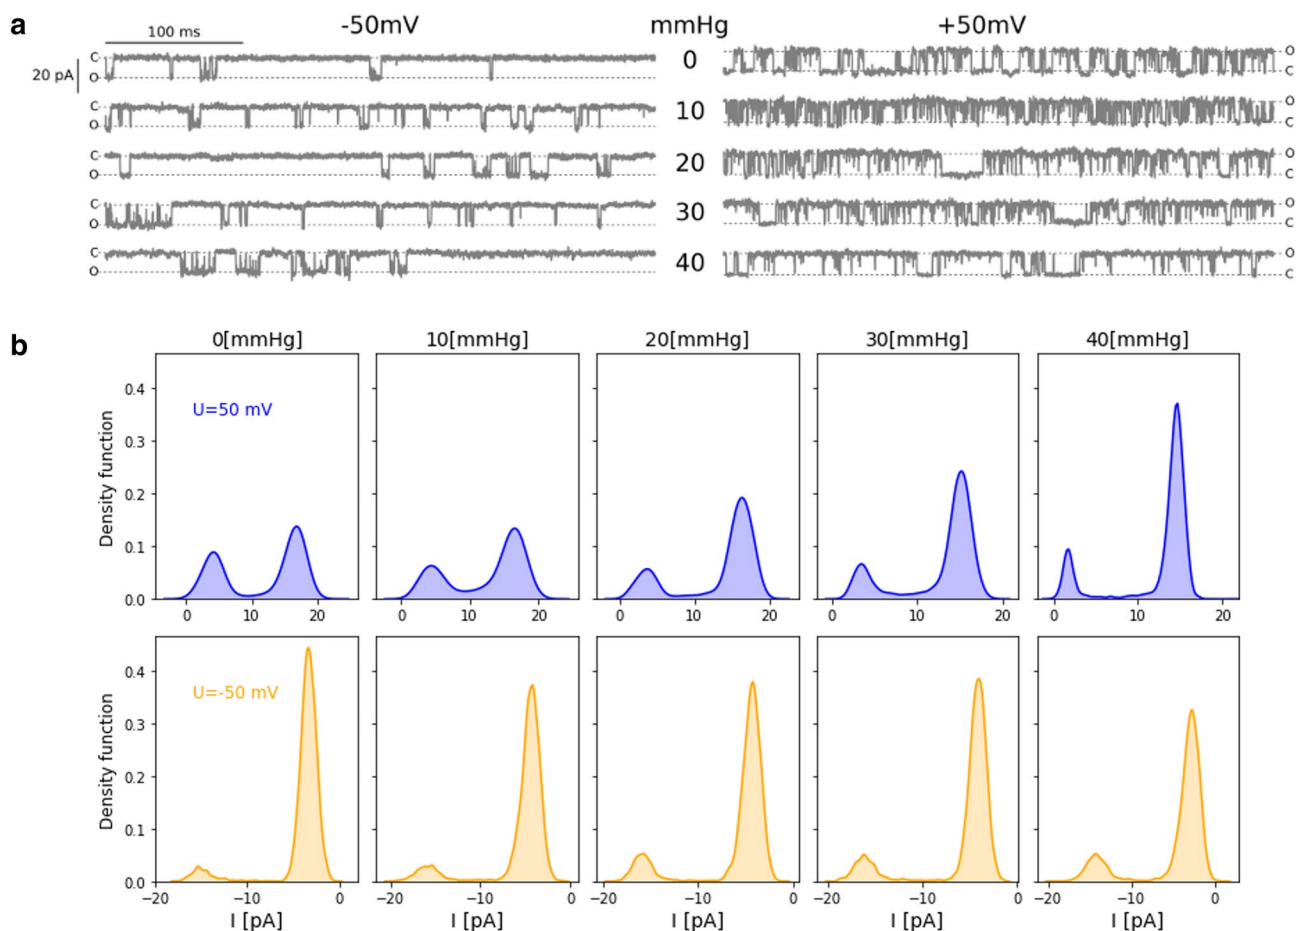 a
-50mV mmHg +50mV
100 ms
20 pA
C O 0 O C
C O 10 O C
C O 20 O C
C O 30 O C
C O 40 O C
b
0[mmHg] 10[mmHg] 20[mmHg] 30[mmHg] 40[mmHg]
Density function
0.4
0.3
0.2
0.1
0.0
U=50 mV
0 10 20 0 10 20 0 10 20 0 10 20 0 10 20
Density function
0.4
0.3
0.2
0.1
0.0
U=-50 mV
−20 −10 0 −20 −10 0 −20 −10 0 −20 −10 0 −20 −10 0
I [pA] I [pA] I [pA] I [pA] I [pA]